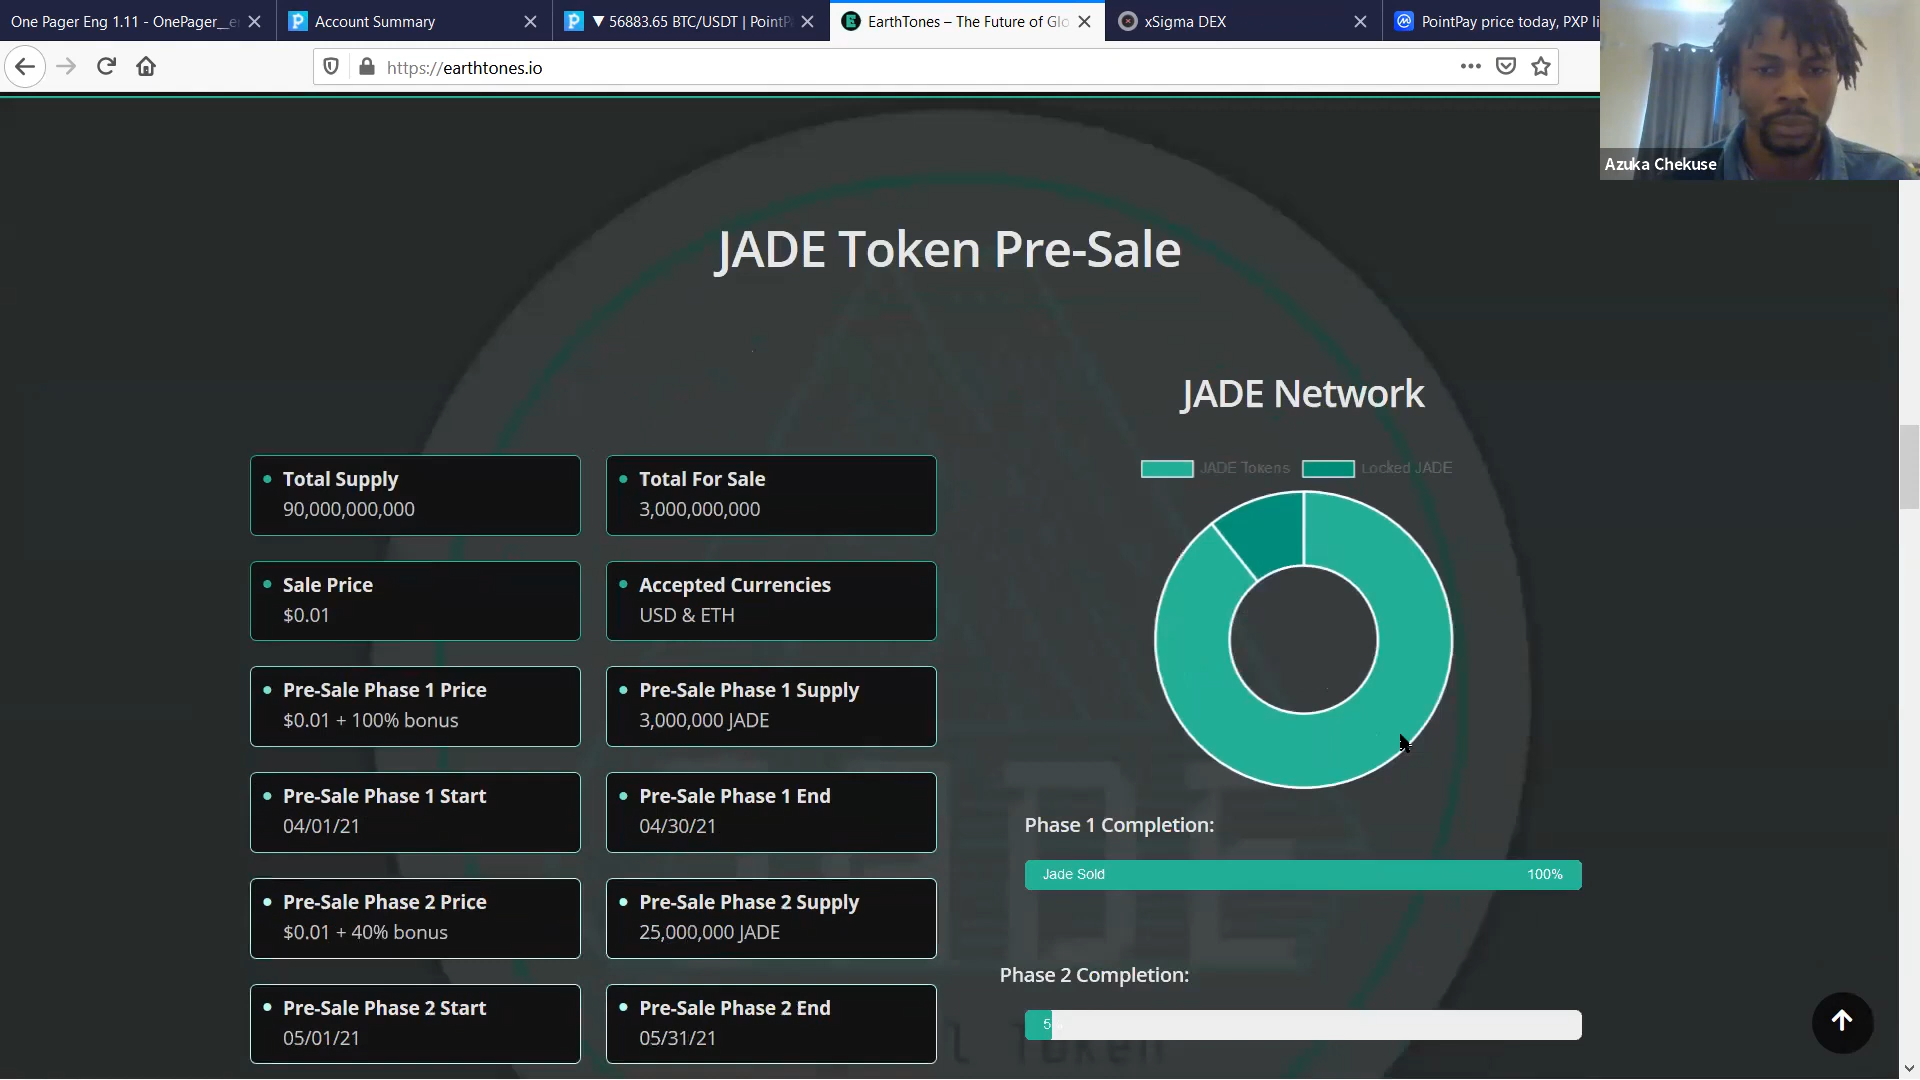 One Pager Eng 1.11 - OnePager_e
Account Summary
▼ 56883.65 BTC/USDT | PointP
EarthTones – The Future of Glo
xSigma DEX
PointPay price today, PXP li
https://earthtones.io
Azuka Chekuse
JADE Token Pre-Sale
JADE Network
JADE Tokens
Locked JADE
Total Supply
90,000,000,000
Total For Sale
3,000,000,000
Sale Price
$0.01
Accepted Currencies
USD & ETH
Pre-Sale Phase 1 Price
$0.01 + 100% bonus
Pre-Sale Phase 1 Supply
3,000,000 JADE
Pre-Sale Phase 1 Start
04/01/21
Pre-Sale Phase 1 End
04/30/21
Pre-Sale Phase 2 Price
$0.01 + 40% bonus
Pre-Sale Phase 2 Supply
25,000,000 JADE
Pre-Sale Phase 2 Start
05/01/21
Pre-Sale Phase 2 End
05/31/21
Phase 1 Completion:
Jade Sold 100%
Phase 2 Completion:
5
JADE
Token